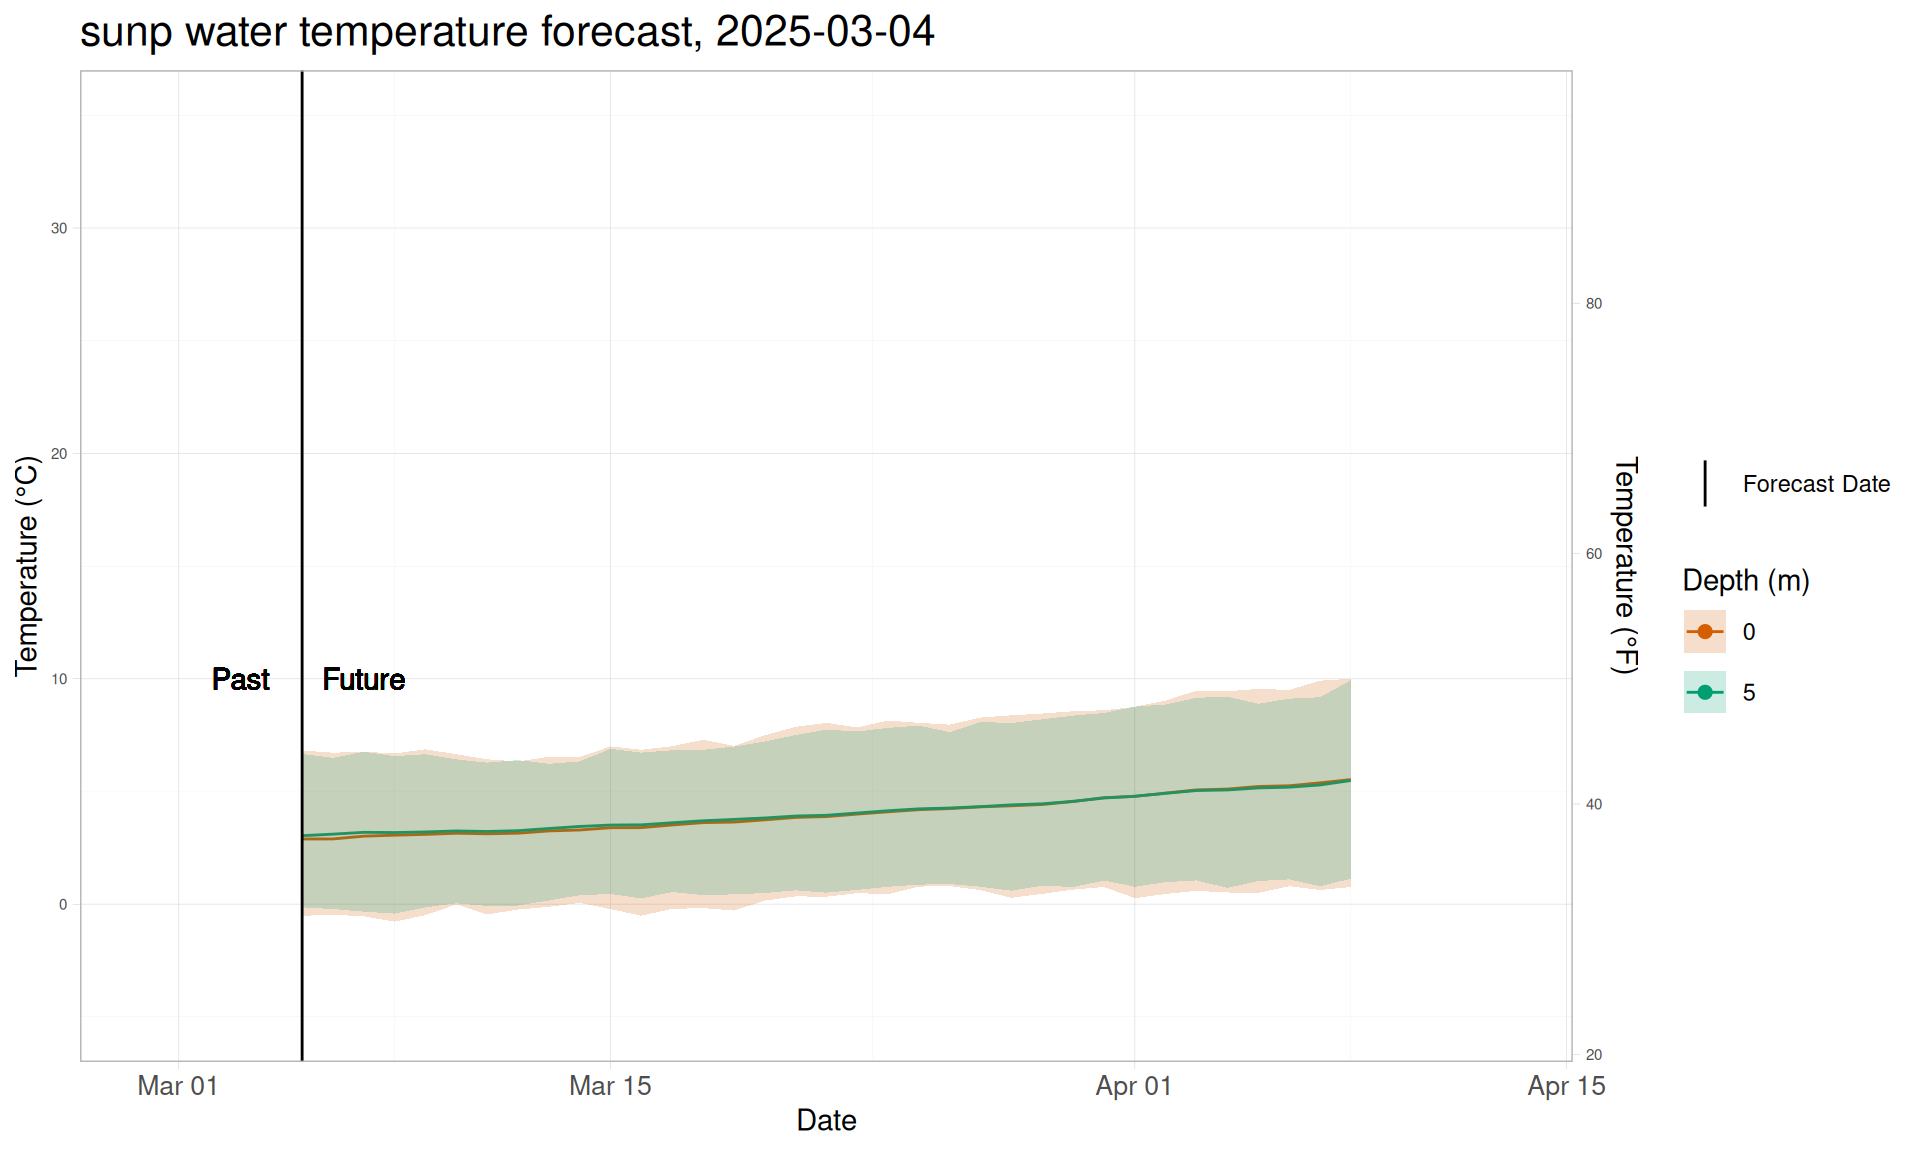 sunp water temperature forecast, 2025-03-04
Temperature (°C)
30
20
10
0
Past
Future
80
60
40
20
Temperature (°F)
Mar 01
Mar 15
Apr 01
Apr 15
Date
Forecast Date
Depth (m)
0
5